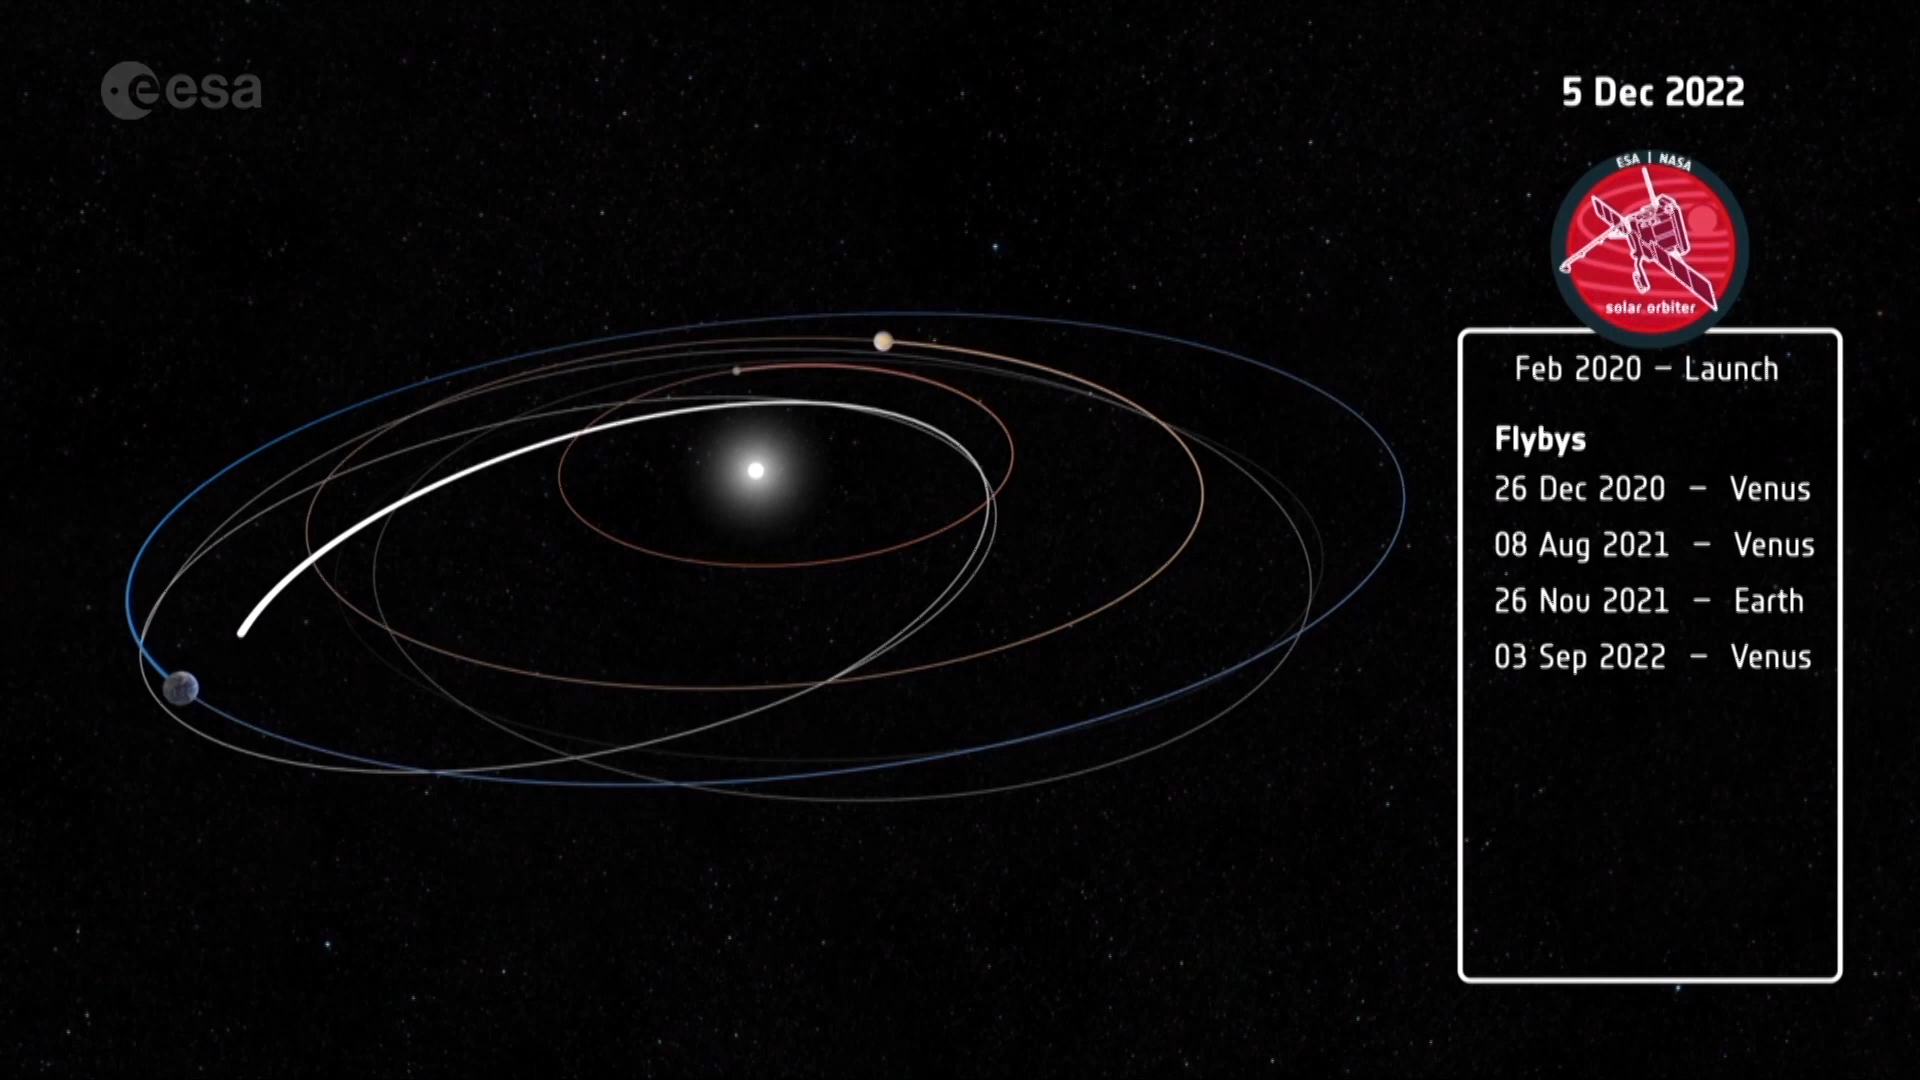 esa
5 Dec 2022
ESA | NASA
solar orbiter
Feb 2020 – Launch
Flybys
26 Dec 2020 – Venus
08 Aug 2021 – Venus
26 Nov 2021 – Earth
03 Sep 2022 – Venus